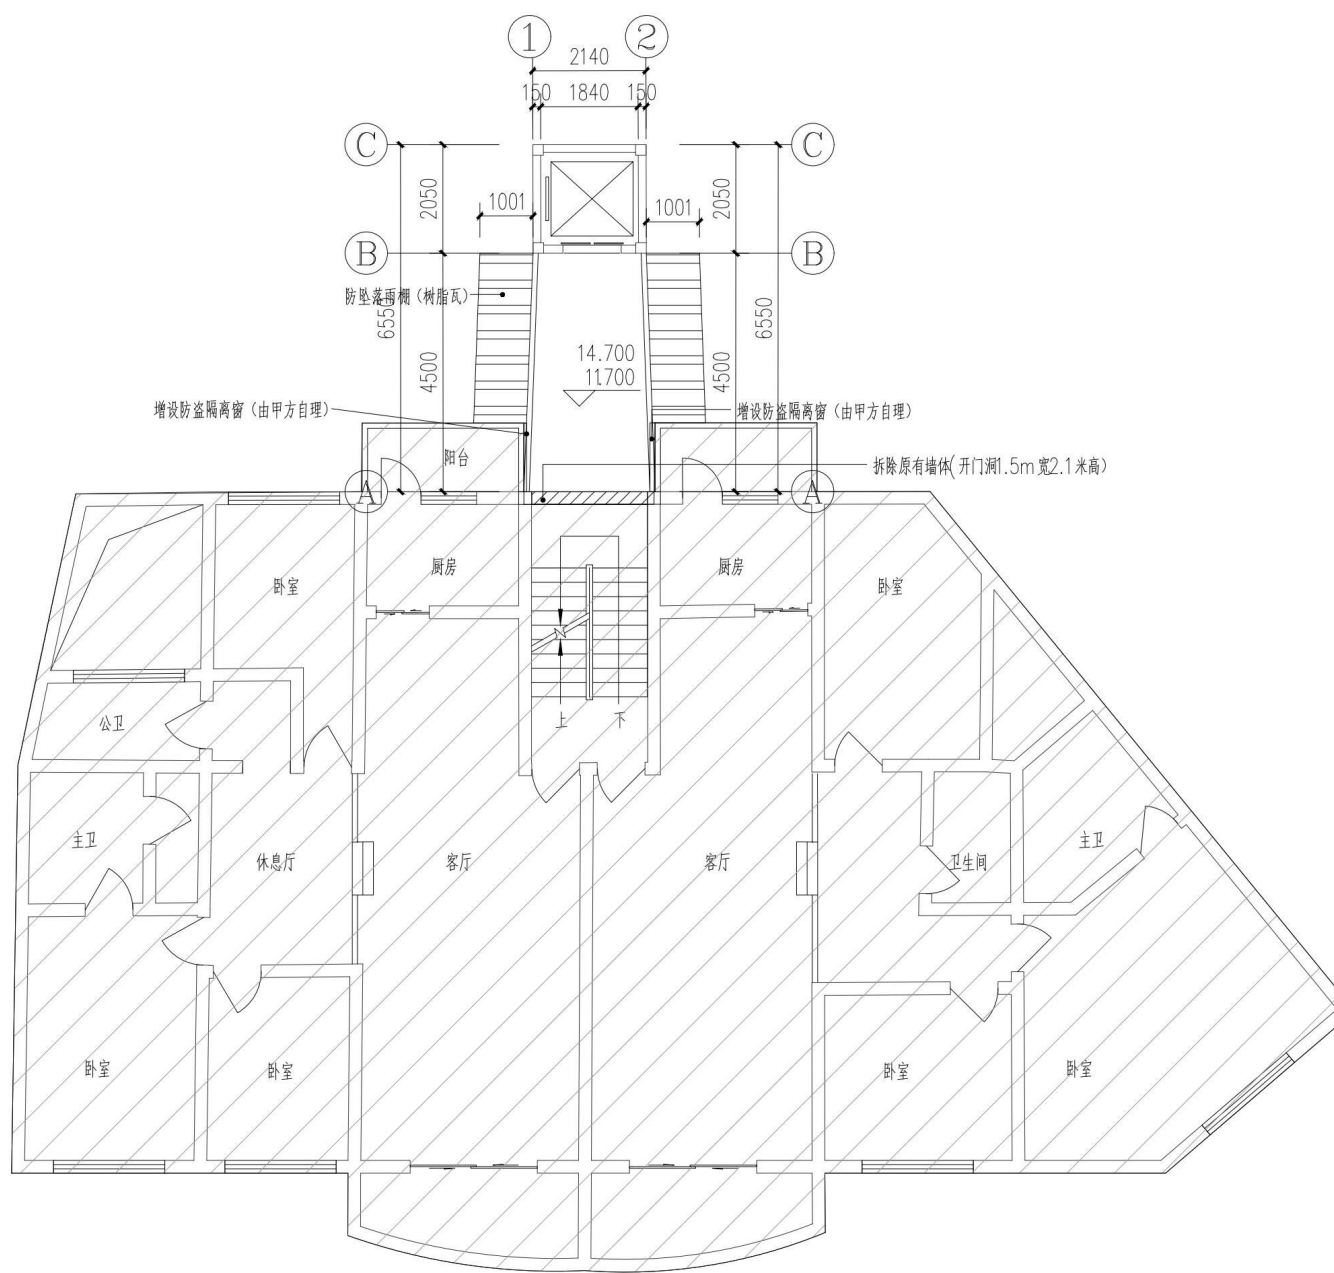 1 2
2140
150 1840 150
C C
2050 2050
1001 1001
B B
防坠落雨棚（树脂瓦）
6550 6550
4500 4500
14.700
11.700
增设防盗隔离窗（由甲方自理） 增设防盗隔离窗（由甲方自理）
阳台
拆除原有墙体(开门洞1.5m宽2.1米高)
A A
卧室 厨房 厨房 卧室
公卫 上 下
主卫 休息厅 客厅 客厅 卫生间 主卫
卧室 卧室 卧室 卧室